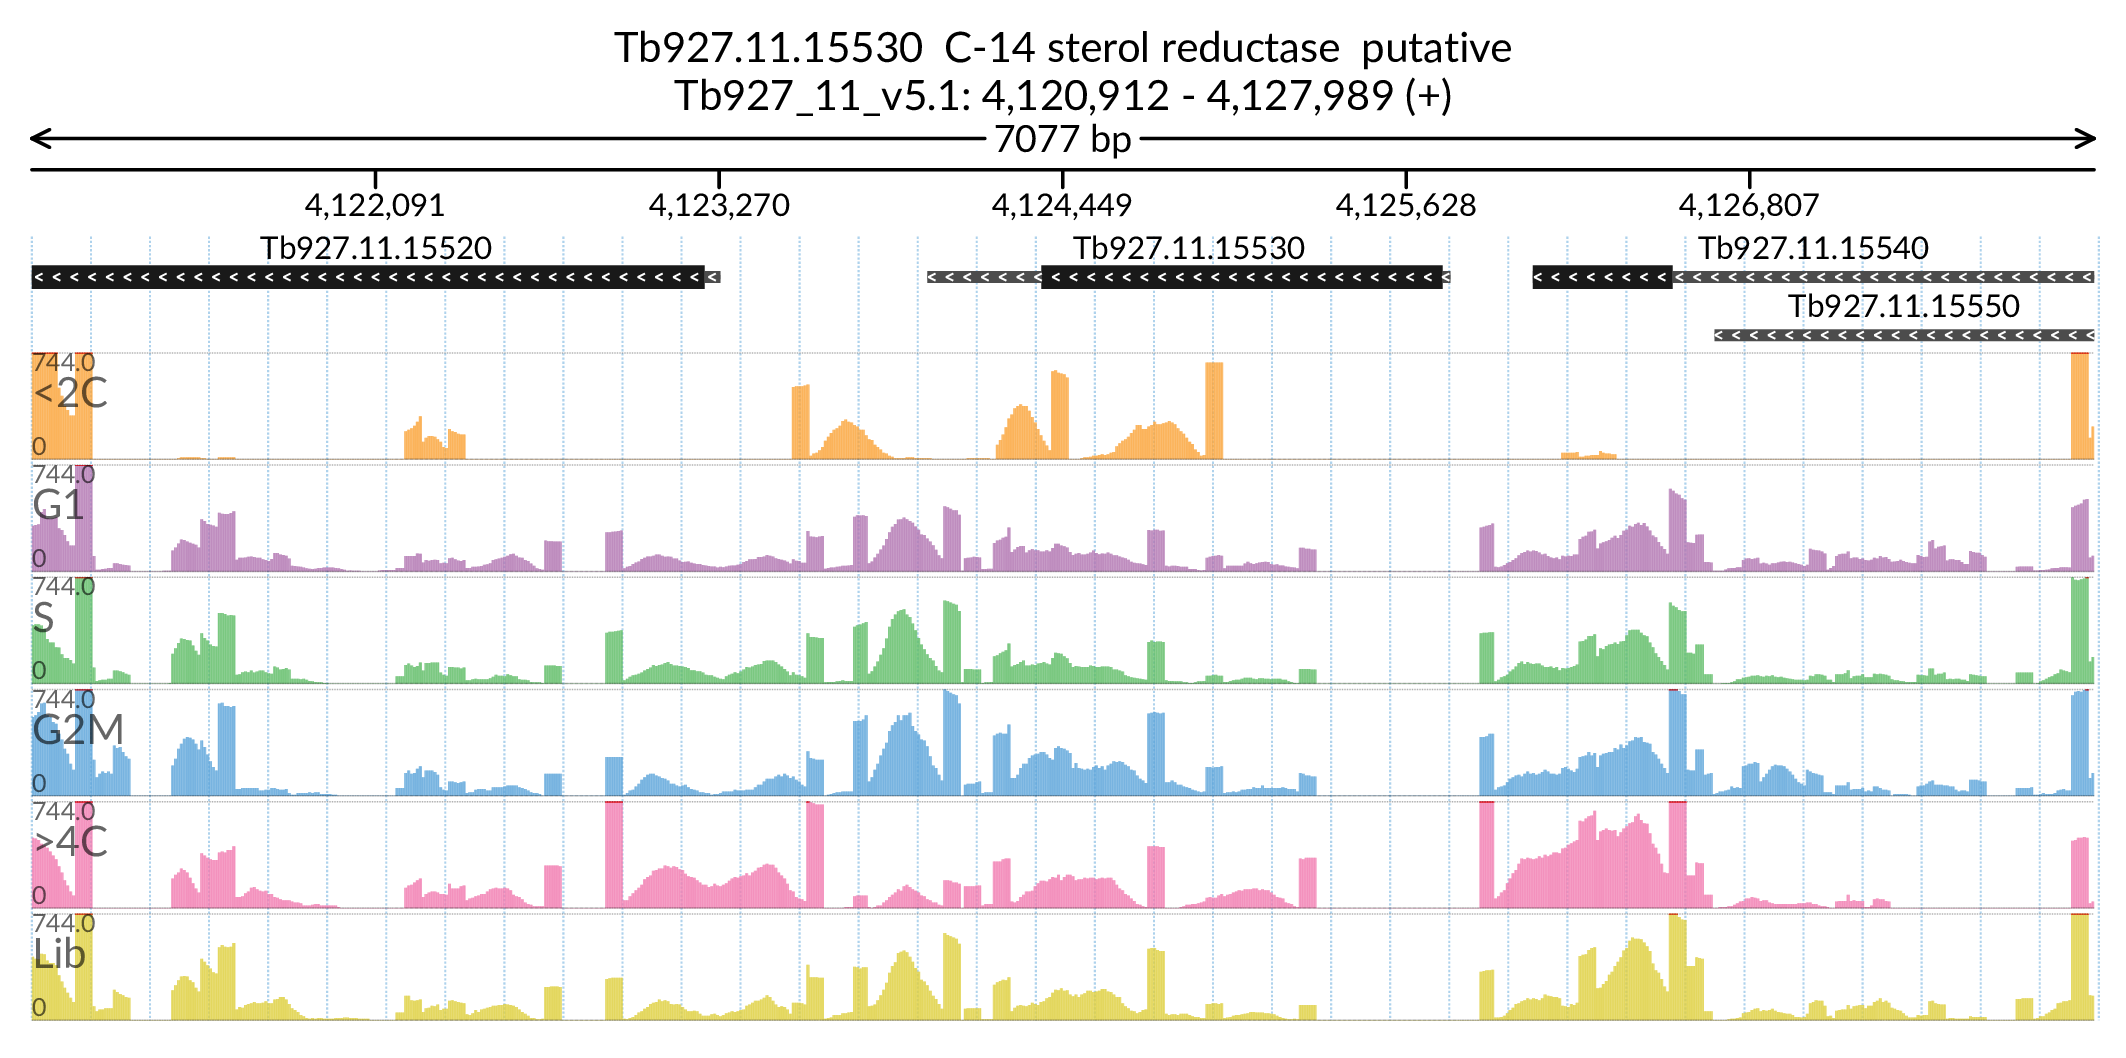 Tb927.11.15530  C-14 sterol reductase  putative
Tb927_11_v5.1: 4,120,912 - 4,127,989 (+)
7077 bp
4,122,091 4,123,270 4,124,449 4,125,628 4,126,807
Tb927.11.15520 Tb927.11.15530 Tb927.11.15540
Tb927.11.15550
744.0
<2C
0
744.0
G1
0
744.0
S
0
744.0
G2M
0
744.0
>4C
0
744.0
Lib
0